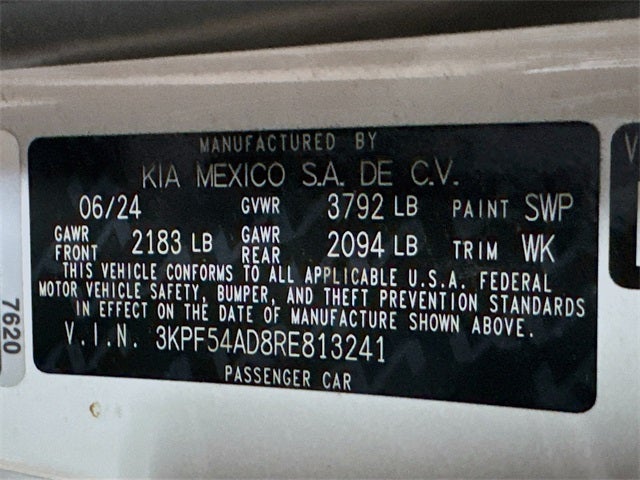 MANUFACTURED BY
KIA MEXICO S.A. DE C.V.
06/24 GVWR 3792 LB PAINT SWP
GAWR FRONT 2183 LB GAWR REAR 2094 LB TRIM WK
THIS VEHICLE CONFORMS TO ALL APPLICABLE U.S.A. FEDERAL
MOTOR VEHICLE SAFETY, BUMPER, AND THEFT PREVENTION STANDARDS
IN EFFECT ON THE DATE OF MANUFACTURE SHOWN ABOVE.
V.I.N. 3KPF54AD8RE813241
PASSENGER CAR
7620
V